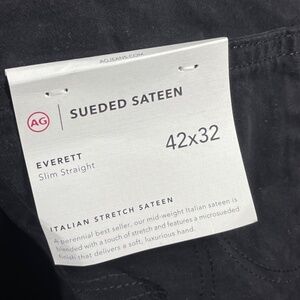 AGJEANS.COM
AG
SUEDED SATEEN
EVERETT
Slim Straight
42x32
ITALIAN STRETCH SATEEN
A perennial best seller, our mid-weight Italian sateen is
blended with a touch of stretch and features a microsueded
finish that delivers a soft, luxurious hand.